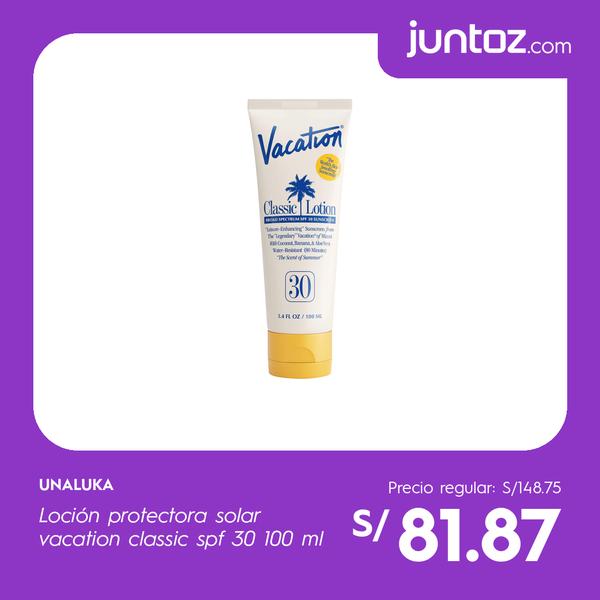 juntoz.com
Vacation®
"The World's Best Smelling Sunscreen"
Classic Lotion
BROAD SPECTRUM SPF 30 SUNSCREEN
"Leisure-Enhancing" Sunscreen from
The "Legendary" Vacation® of Miami
With Coconut, Banana, & Aloe Vera
Water-Resistant (80 Minutes)
"The Scent of Summer"
30
3.4 FL OZ / 100 ML
UNALUKA
Precio regular: S/148.75
Loción protectora solar
vacation classic spf 30 100 ml
S/ 81.87